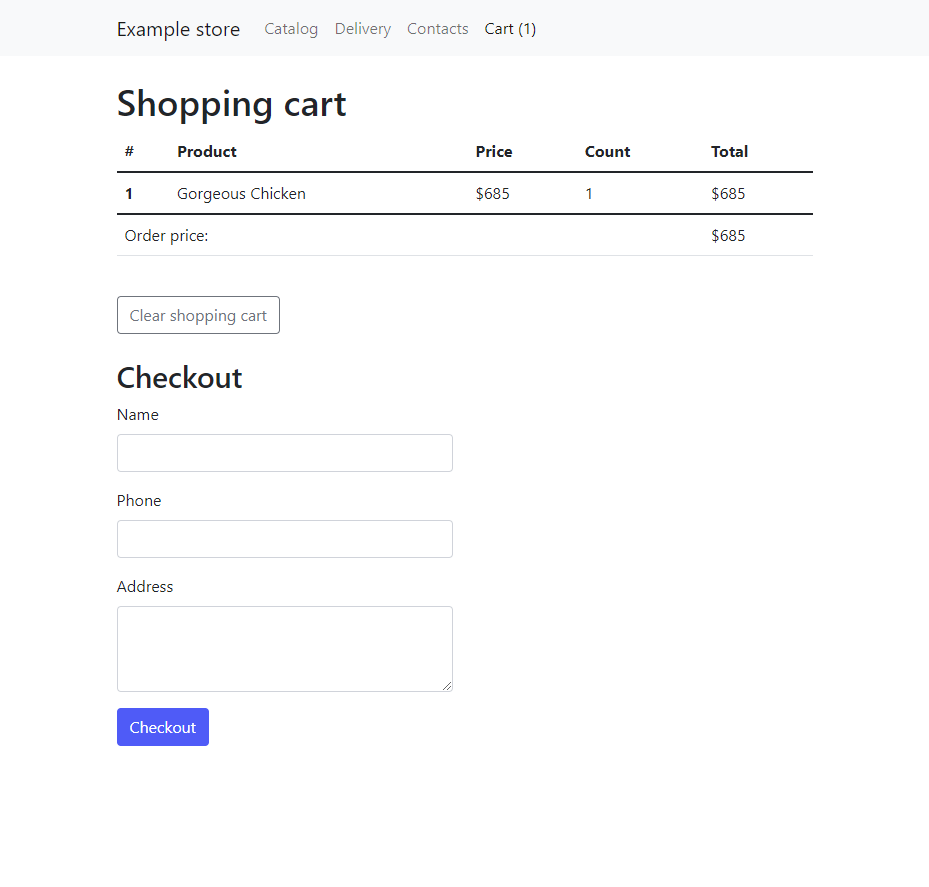 Example store Catalog Delivery Contacts Cart (1)
Shopping cart
# Product Price Count Total
1 Gorgeous Chicken $685 1 $685
Order price: $685
Clear shopping cart
Checkout
Name
Phone
Address
Checkout